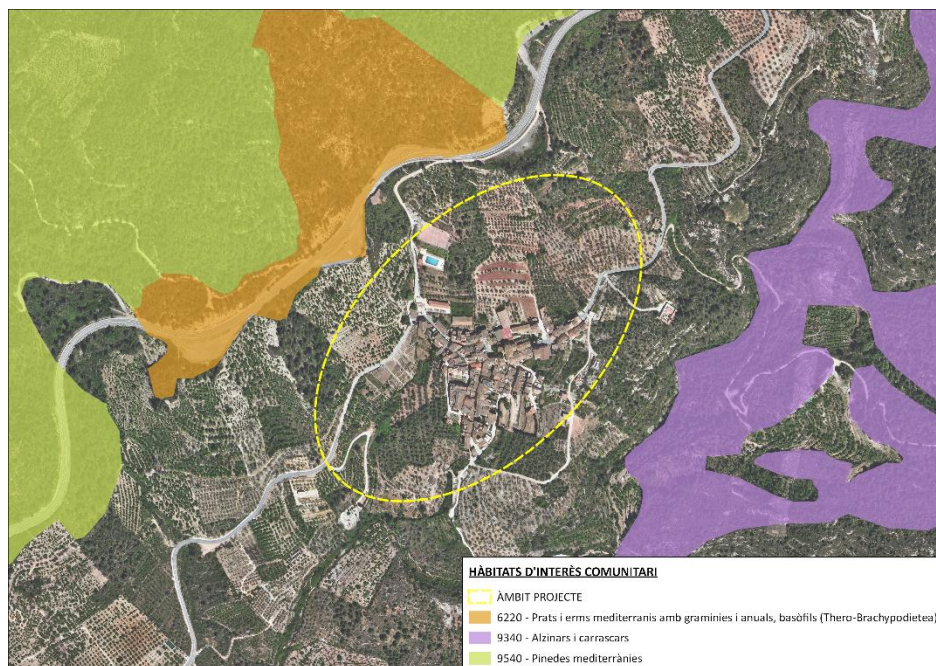 HÀBITATS D'INTERÈS COMUNITARI
ÀMBIT PROJECTE
6220 - Prats i erms mediterranis amb graminies i anuals, basòfils (Thero-Brachypodietea)
9340 - Alzinars i carrascars
9540 - Pinedes mediterrànies